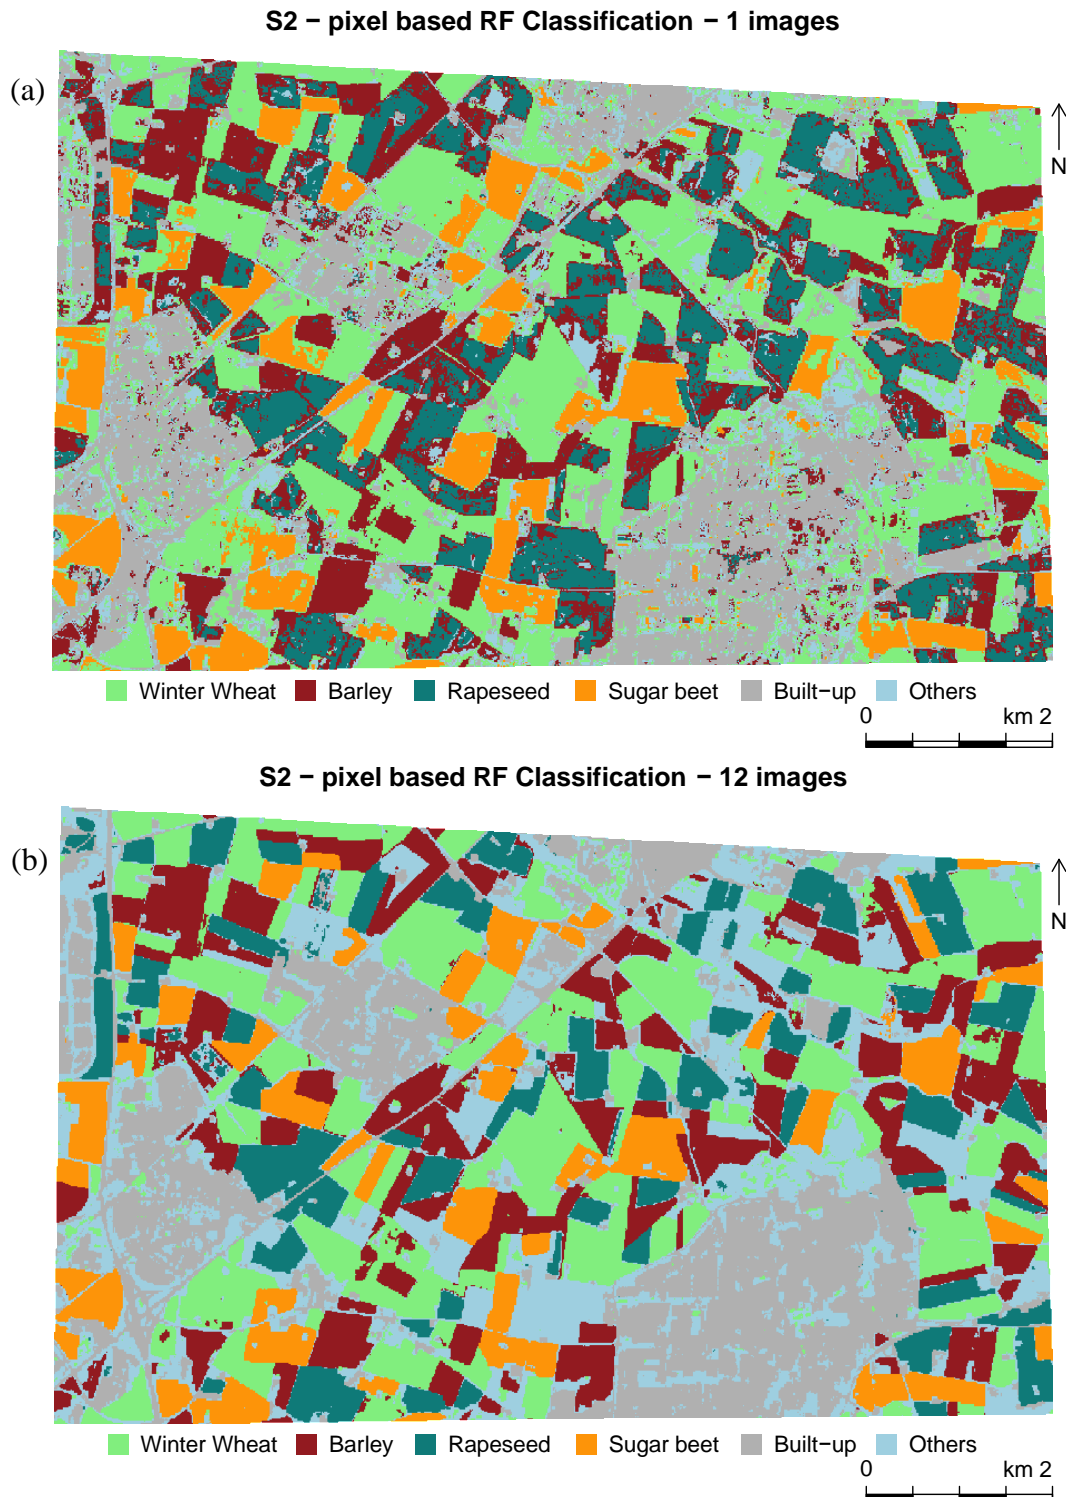 S2 − pixel based RF Classification − 1 images
(a)
N
Winter Wheat Barley Rapeseed Sugar beet Built−up Others
0 km 2
S2 − pixel based RF Classification − 12 images
(b)
N
Winter Wheat Barley Rapeseed Sugar beet Built−up Others
0 km 2